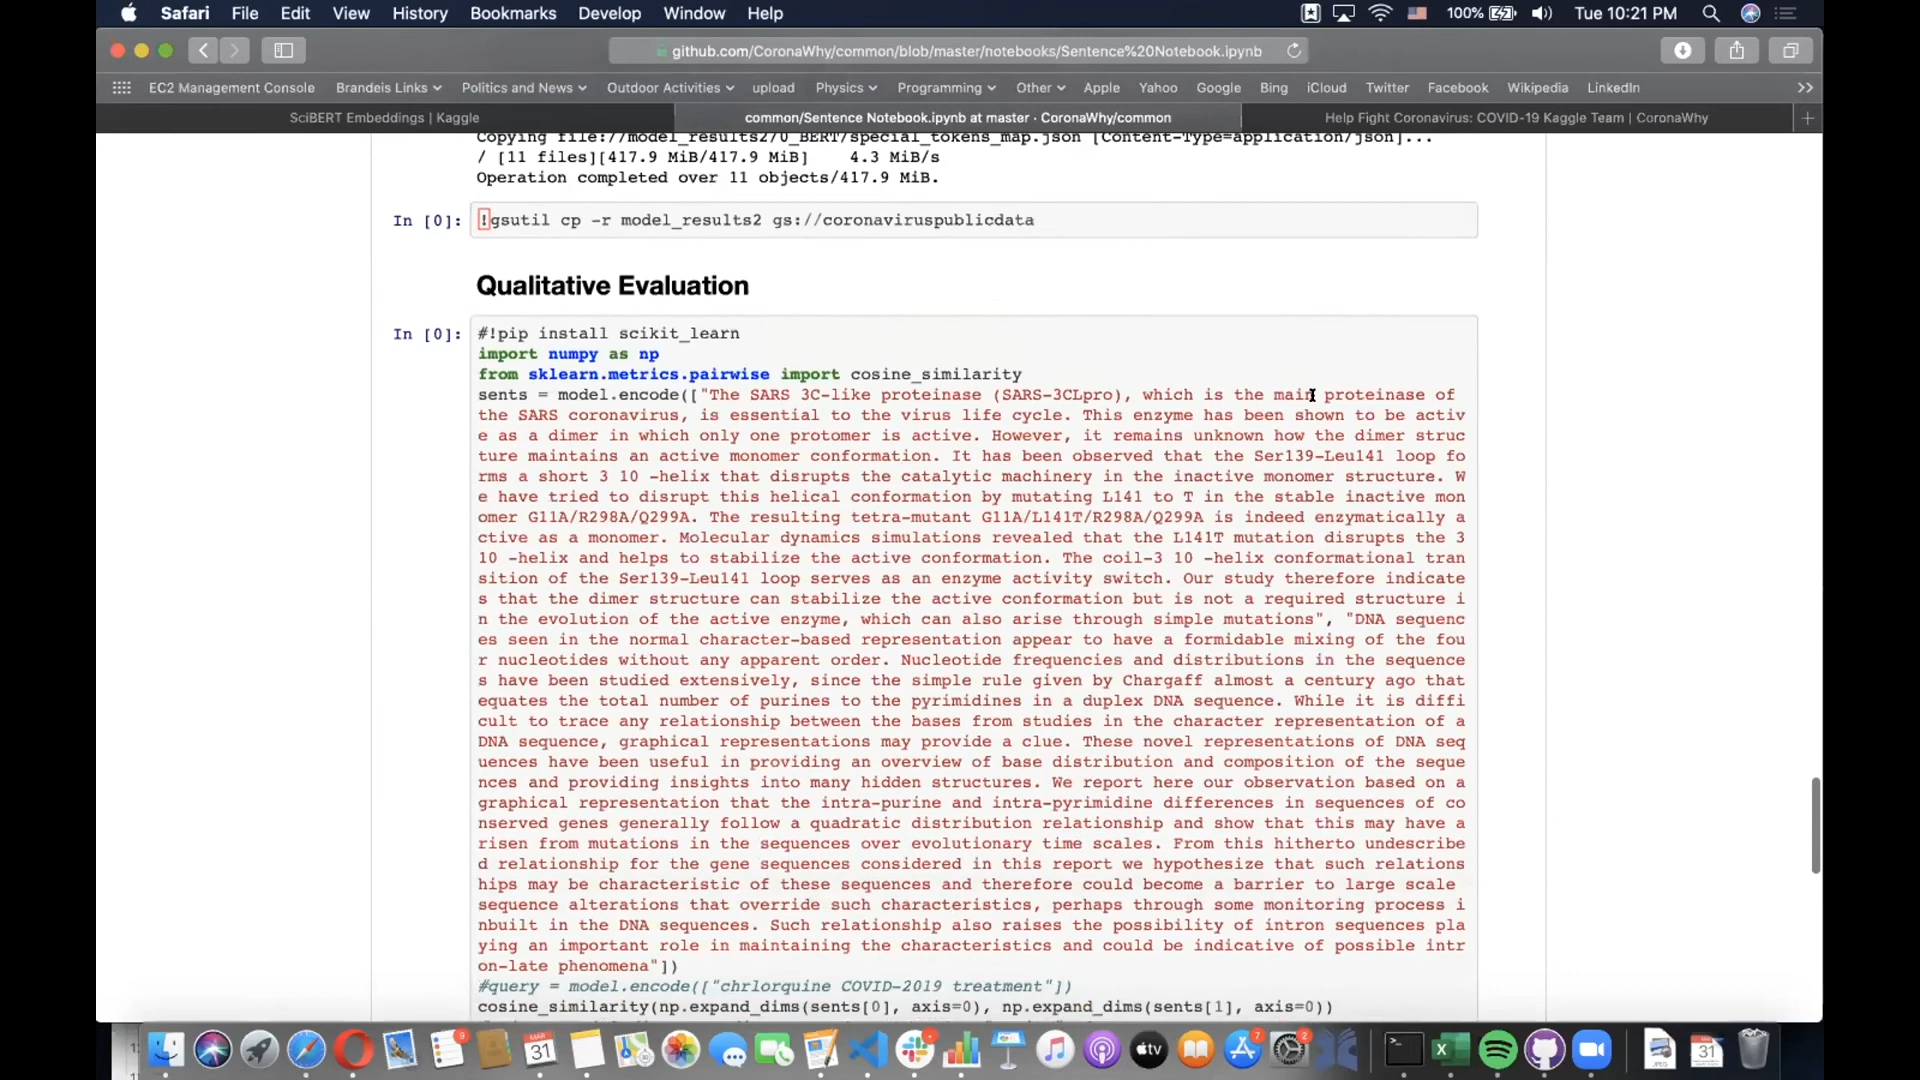 Safari File Edit View History Bookmarks Develop Window Help 100% Tue 10:21 PM
github.com/CoronaWhy/common/blob/master/notebooks/Sentence%20Notebook.ipynb
EC2 Management Console Brandeis Links Politics and News Outdoor Activities upload Physics Programming Other Apple Yahoo Google Bing iCloud Twitter Facebook Wikipedia LinkedIn
SciBERT Embeddings | Kaggle common/Sentence Notebook.ipynb at master · CoronaWhy/common Help Fight Coronavirus: COVID-19 Kaggle Team | CoronaWhy
Copying file://model_results2/0_BERT/special_tokens_map.json [Content-Type=application/json]...
/ [11 files][417.9 MiB/417.9 MiB] 4.3 MiB/s
Operation completed over 11 objects/417.9 MiB.
In [0]: !gsutil cp -r model_results2 gs://coronaviruspublicdata
Qualitative Evaluation
In [0]: #!pip install scikit_learn
import numpy as np
from sklearn.metrics.pairwise import cosine_similarity
sents = model.encode(["The SARS 3C-like proteinase (SARS-3CLpro), which is the main proteinase of
the SARS coronavirus, is essential to the virus life cycle. This enzyme has been shown to be activ
e as a dimer in which only one protomer is active. However, it remains unknown how the dimer struc
ture maintains an active monomer conformation. It has been observed that the Ser139-Leu141 loop fo
rms a short 3 10 -helix that disrupts the catalytic machinery in the inactive monomer structure. W
e have tried to disrupt this helical conformation by mutating L141 to T in the stable inactive mon
omer G11A/R298A/Q299A. The resulting tetra-mutant G11A/L141T/R298A/Q299A is indeed enzymatically a
ctive as a monomer. Molecular dynamics simulations revealed that the L141T mutation disrupts the 3
10 -helix and helps to stabilize the active conformation. The coil-3 10 -helix conformational tran
sition of the Ser139-Leu141 loop serves as an enzyme activity switch. Our study therefore indicate
s that the dimer structure can stabilize the active conformation but is not a required structure i
n the evolution of the active enzyme, which can also arise through simple mutations", "DNA sequenc
es seen in the normal character-based representation appear to have a formidable mixing of the fou
r nucleotides without any apparent order. Nucleotide frequencies and distributions in the sequence
s have been studied extensively, since the simple rule given by Chargaff almost a century ago that
equates the total number of purines to the pyrimidines in a duplex DNA sequence. While it is diffi
cult to trace any relationship between the bases from studies in the character representation of a
DNA sequence, graphical representations may provide a clue. These novel representations of DNA seq
uences have been useful in providing an overview of base distribution and composition of the seque
nces and providing insights into many hidden structures. We report here our observation based on a
graphical representation that the intra-purine and intra-pyrimidine differences in sequences of co
nserved genes generally follow a quadratic distribution relationship and show that this may have a
risen from mutations in the sequences over evolutionary time scales. From this hitherto undescribe
d relationship for the gene sequences considered in this report we hypothesize that such relations
hips may be characteristic of these sequences and therefore could become a barrier to large scale
sequence alterations that override such characteristics, perhaps through some monitoring process i
nbuilt in the DNA sequences. Such relationship also raises the possibility of intron sequences pla
ying an important role in maintaining the characteristics and could be indicative of possible intr
on-late phenomena"])
#query = model.encode(["chrlorquine COVID-2019 treatment"])
cosine_similarity(np.expand_dims(sents[0], axis=0), np.expand_dims(sents[1], axis=0))